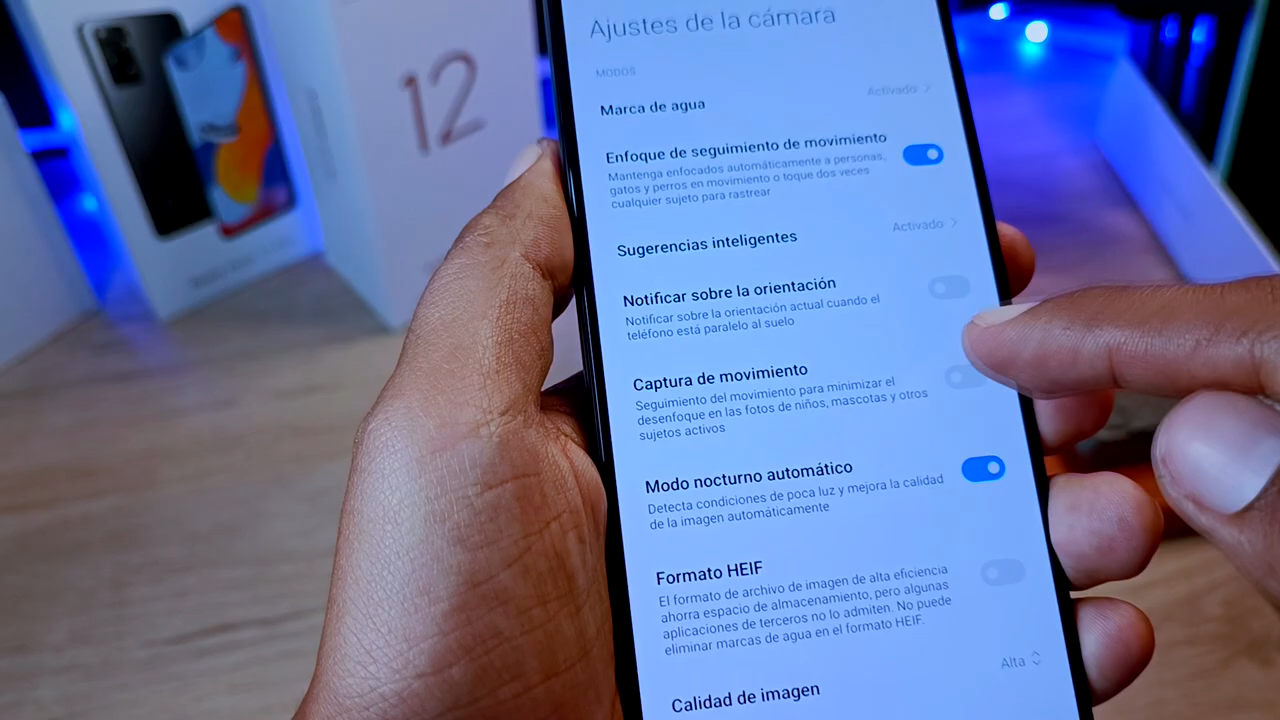 Ajustes de la cámara
MODOS
Marca de agua
Activado
Enfoque de seguimiento de movimiento
Mantenga enfocados automáticamente a personas,
gatos y perros en movimiento o toque dos veces
cualquier sujeto para rastrear
Sugerencias inteligentes
Activado
Notificar sobre la orientación
Notificar sobre la orientación actual cuando el
teléfono está paralelo al suelo
Captura de movimiento
Seguimiento del movimiento para minimizar el
desenfoque en las fotos de niños, mascotas y otros
sujetos activos
Modo nocturno automático
Detecta condiciones de poca luz y mejora la calidad
de la imagen automáticamente
Formato HEIF
El formato de archivo de imagen de alta eficiencia
ahorra espacio de almacenamiento, pero algunas
aplicaciones de terceros no lo admiten. No puede
eliminar marcas de agua en el formato HEIF.
Calidad de imagen
Alta
12